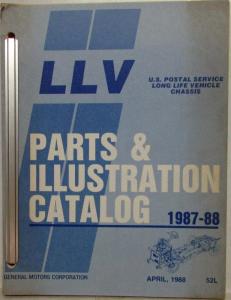 LLV
U.S. POSTAL SERVICE
LONG LIFE VEHICLE
CHASSIS
PARTS &
ILLUSTRATION
CATALOG 1987-88
GENERAL MOTORS CORPORATION
APRIL, 1988
52L